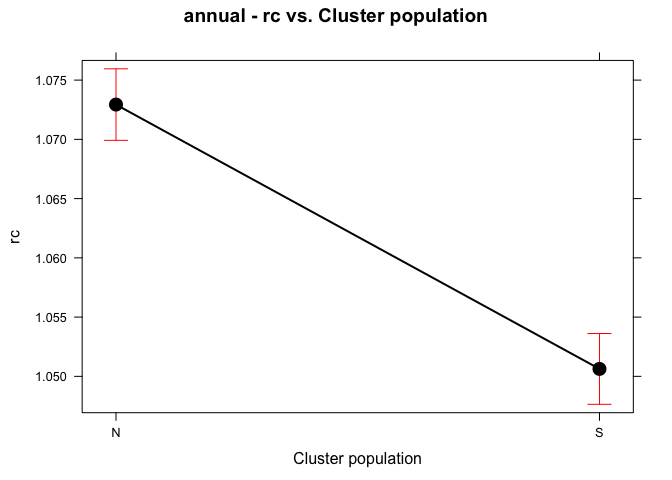 annual - rc vs. Cluster population
1.075
1.070
1.065
1.060
1.055
1.050
rc
N
S
Cluster population